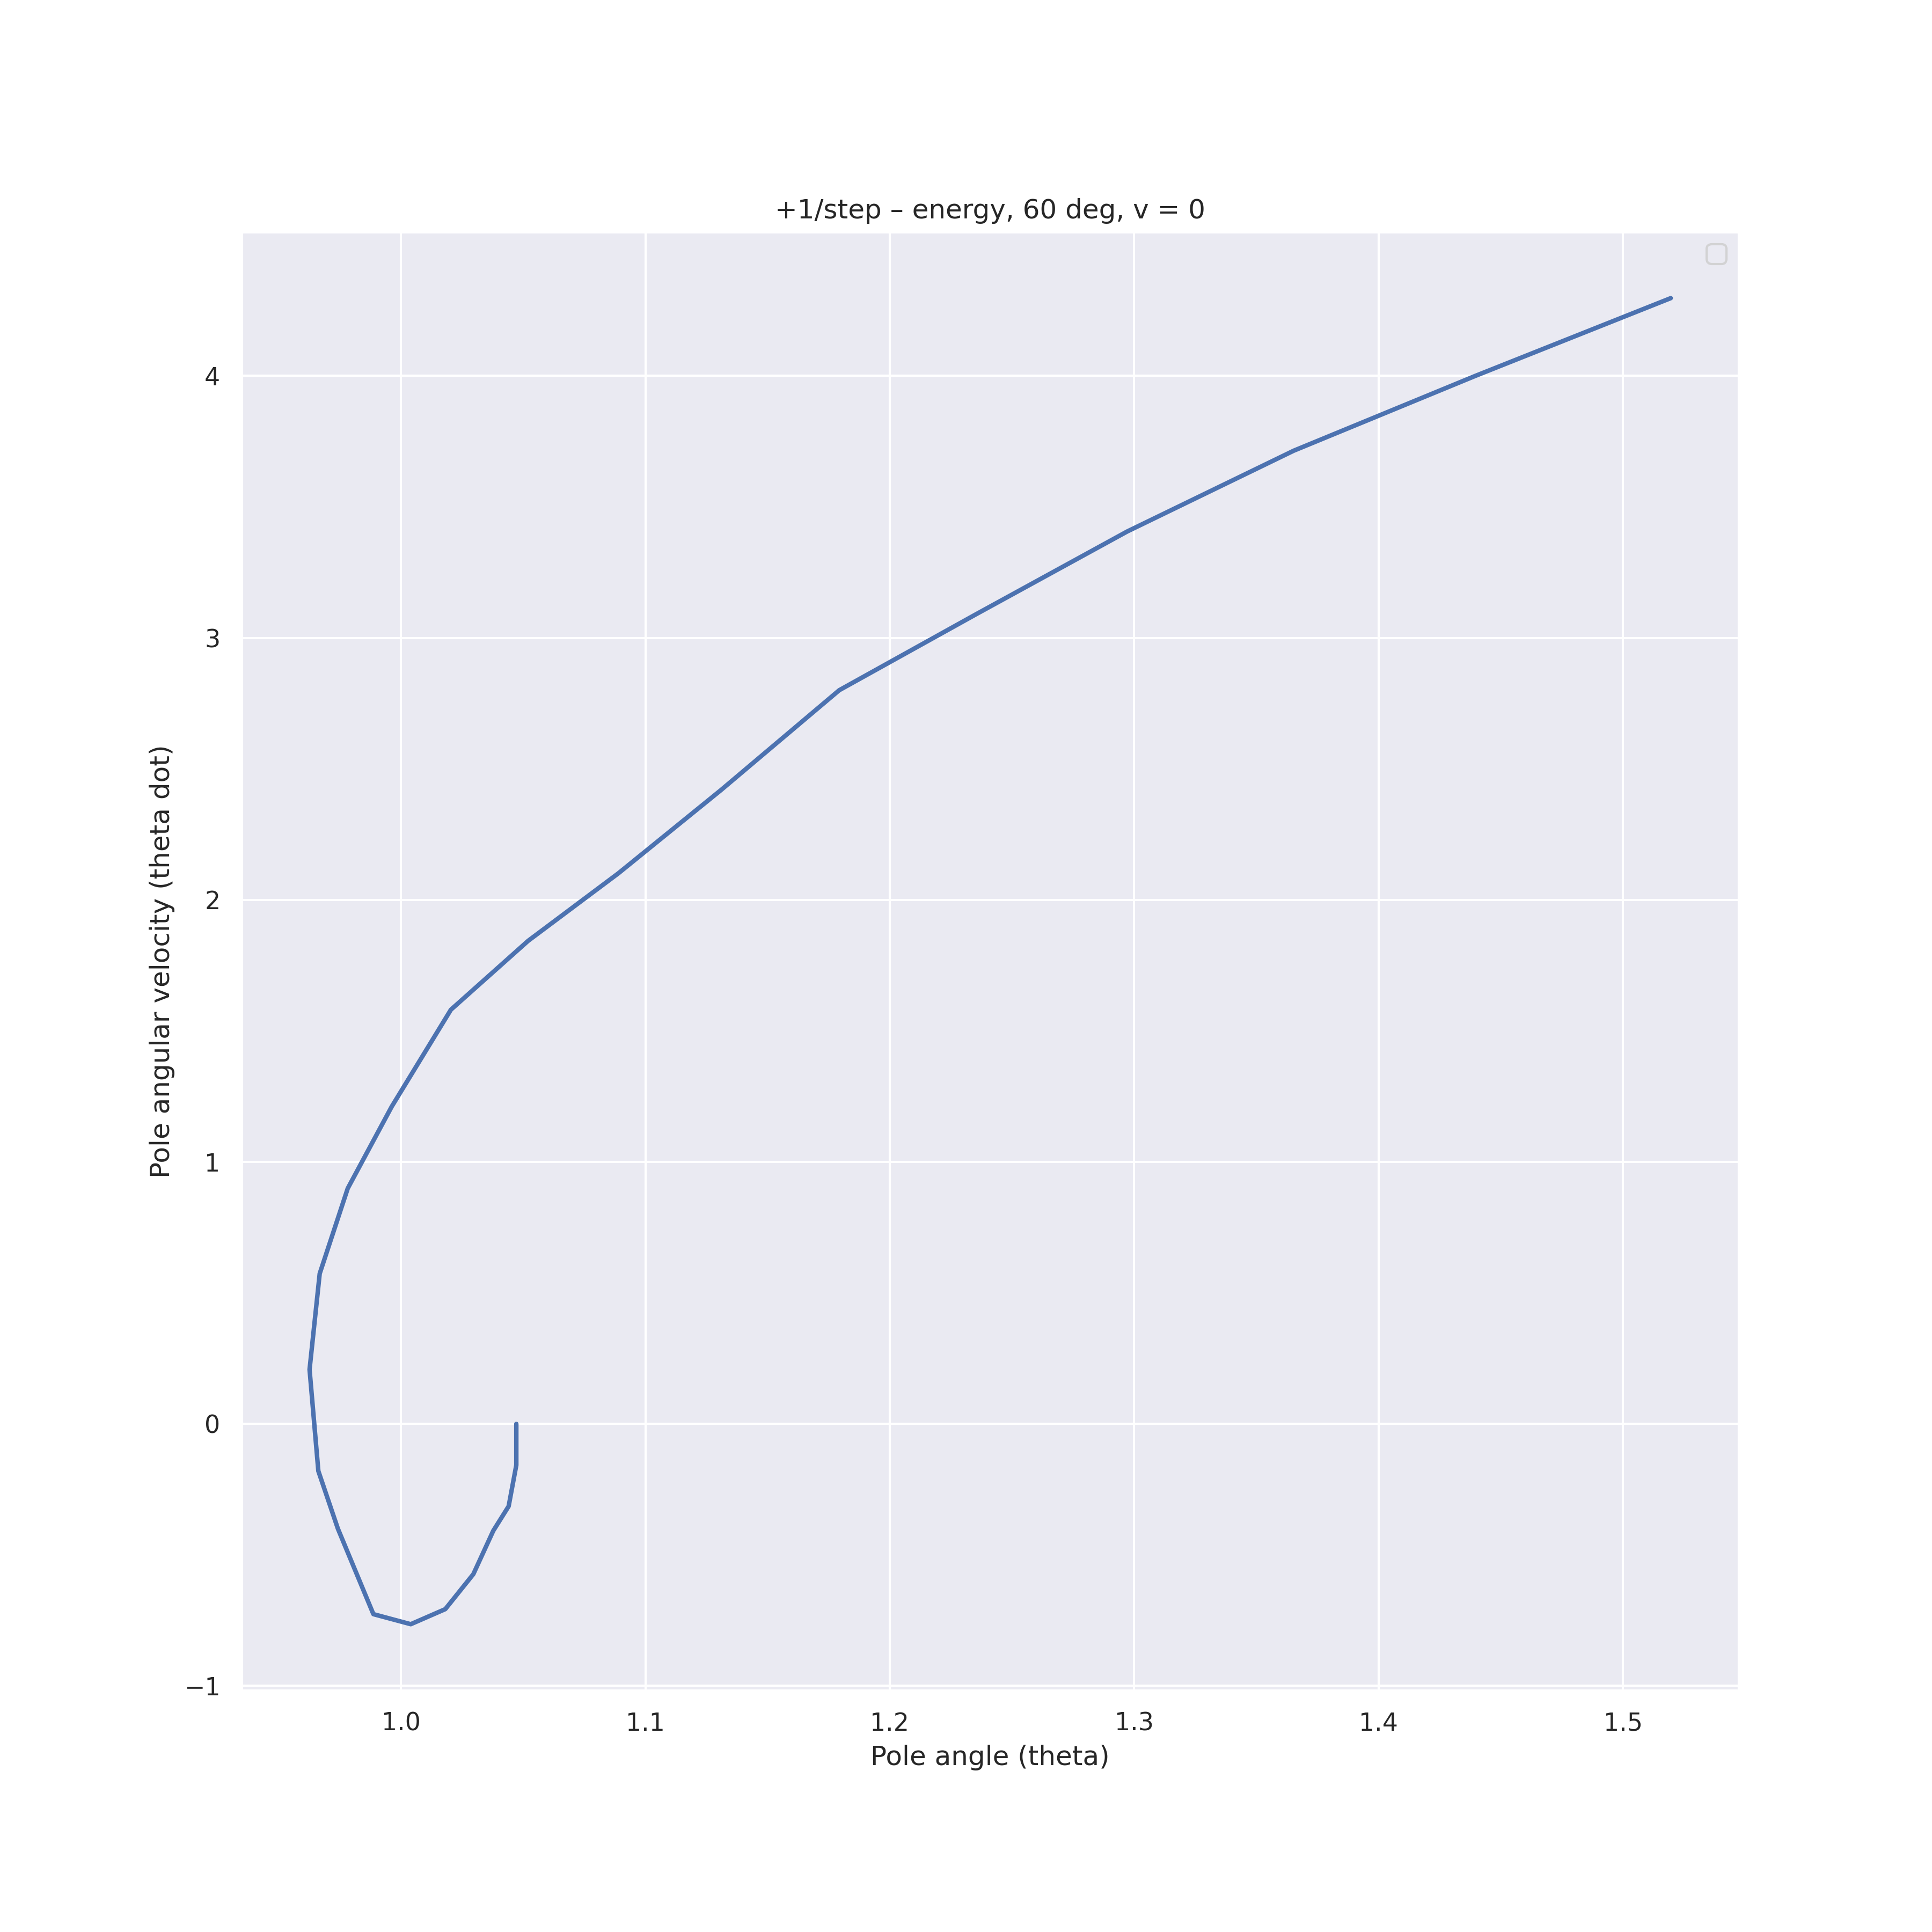 +1/step – energy, 60 deg, v = 0
Pole angular velocity (theta dot)
4
3
2
1
0
−1
1.0 1.1 1.2 1.3 1.4 1.5
Pole angle (theta)